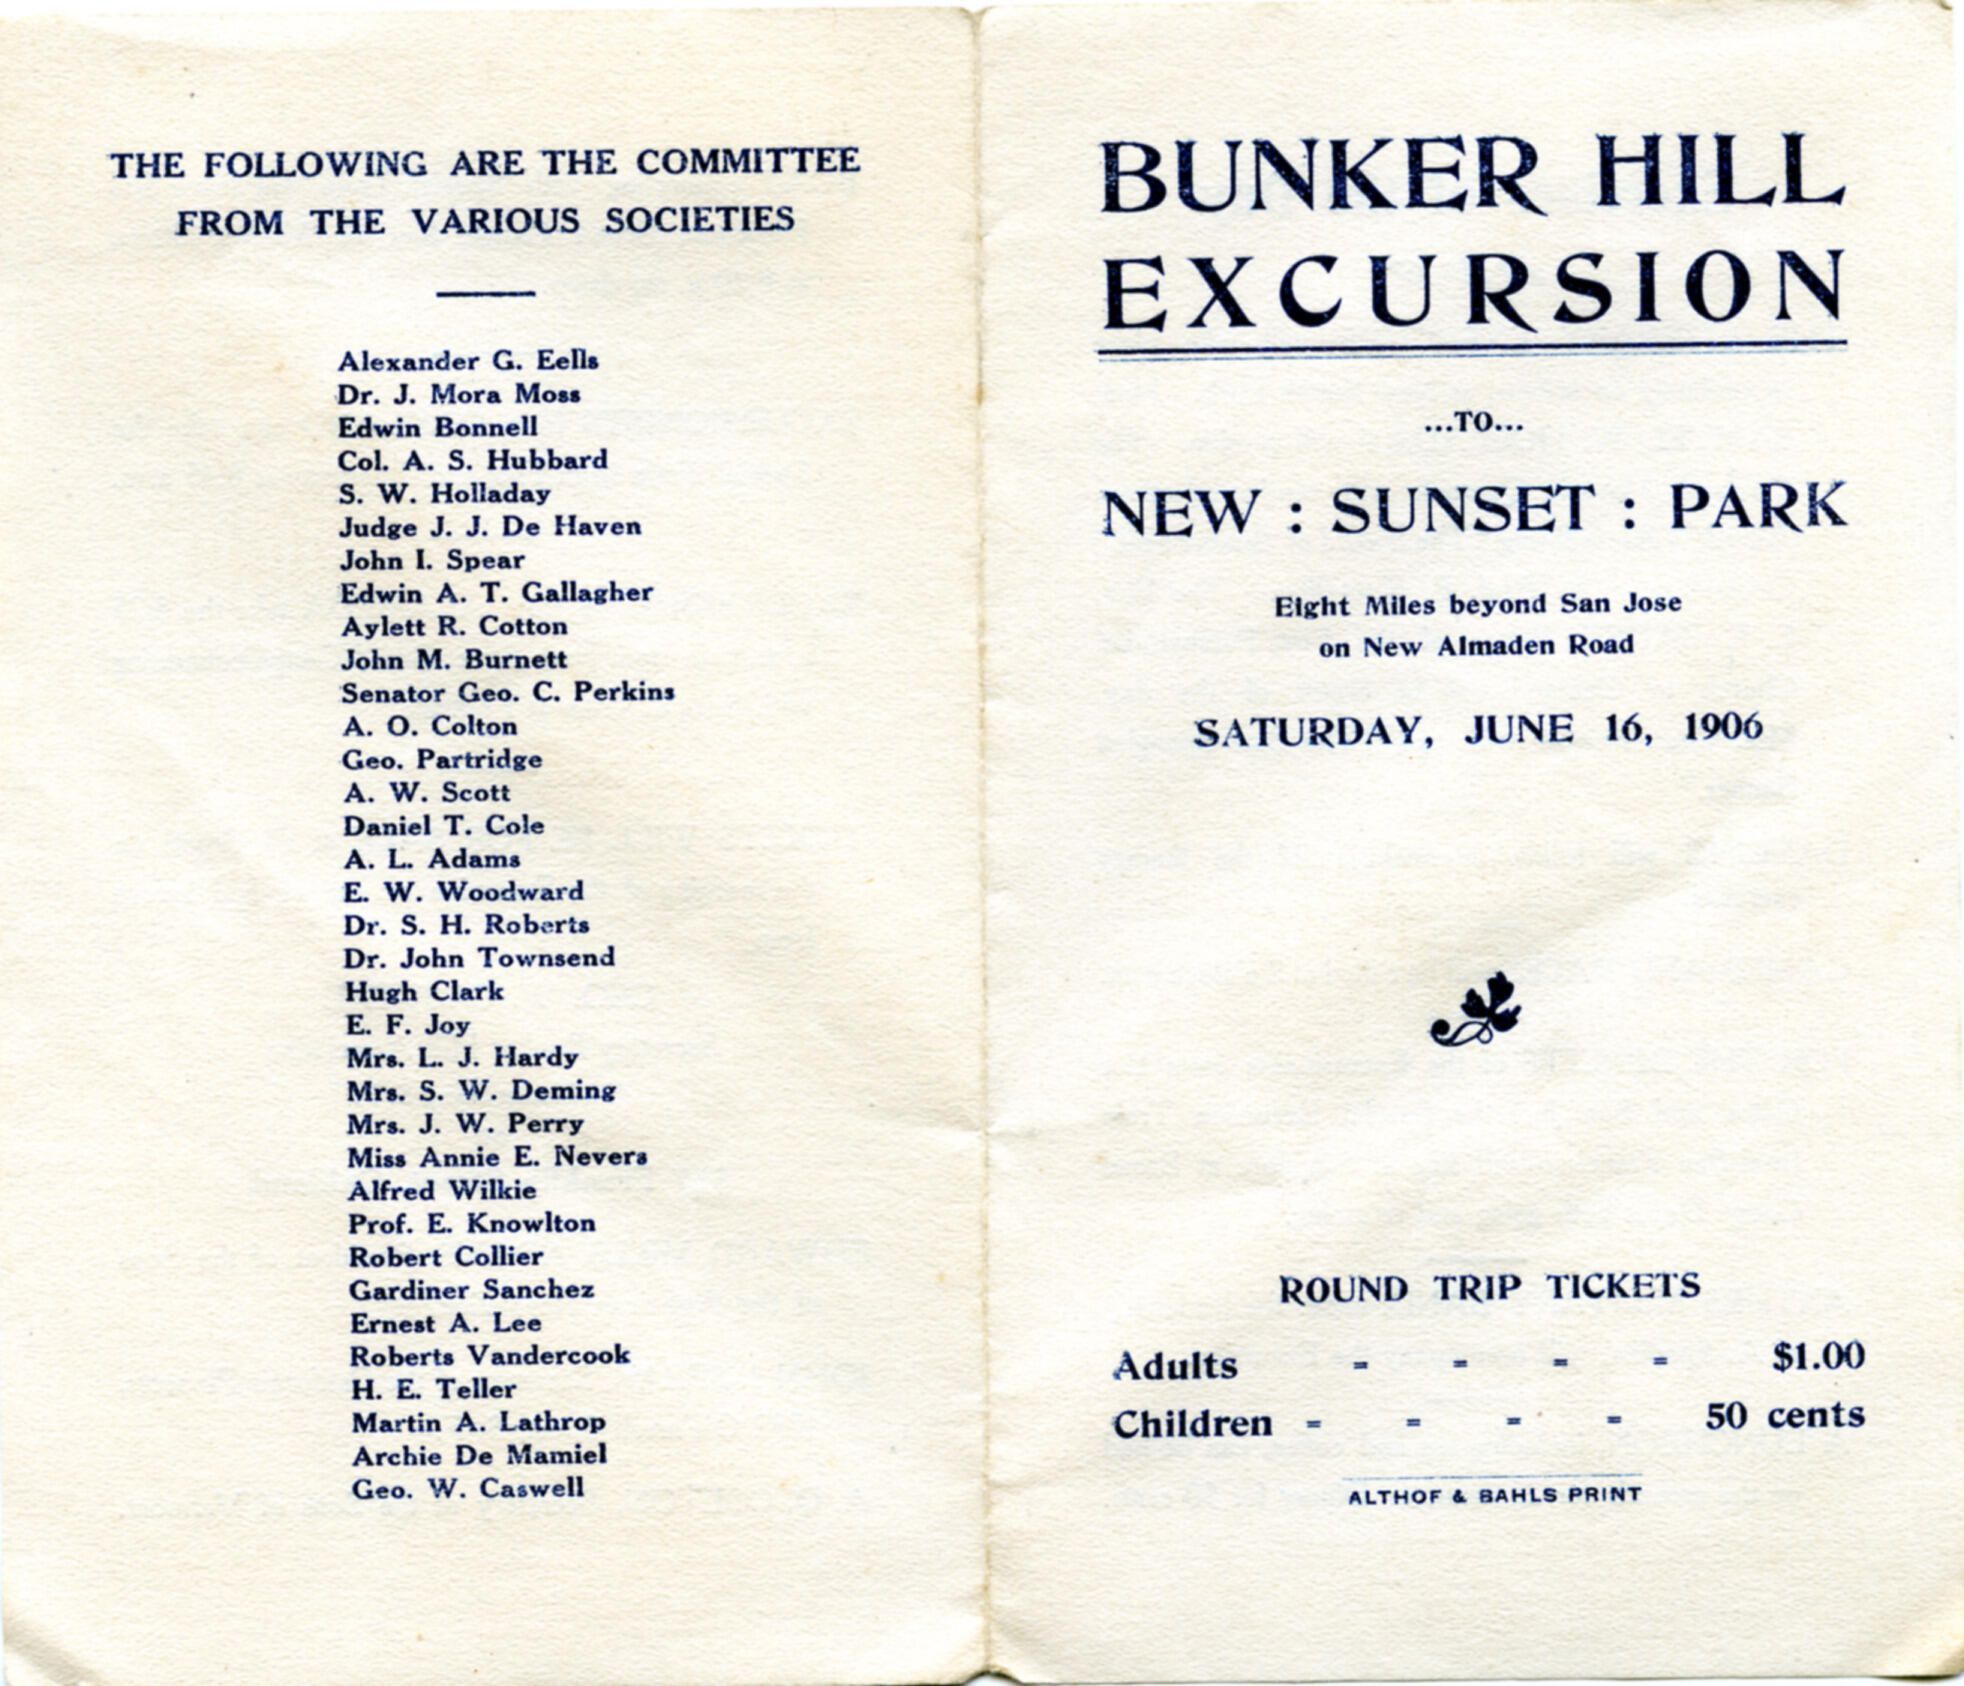 THE FOLLOWING ARE THE COMMITTEE
FROM THE VARIOUS SOCIETIES
Alexander G. Eells
Dr. J. Mora Moss
Edwin Bonnell
Col. A. S. Hubbard
S. W. Holladay
Judge J. J. De Haven
John I. Spear
Edwin A. T. Gallagher
Aylett R. Cotton
John M. Burnett
Senator Geo. C. Perkins
A. O. Colton
Geo. Partridge
A. W. Scott
Daniel T. Cole
A. L. Adams
E. W. Woodward
Dr. S. H. Roberts
Dr. John Townsend
Hugh Clark
E. F. Joy
Mrs. L. J. Hardy
Mrs. S. W. Deming
Mrs. J. W. Perry
Miss Annie E. Nevers
Alfred Wilkie
Prof. E. Knowlton
Robert Collier
Gardiner Sanchez
Ernest A. Lee
Roberts Vandercook
H. E. Teller
Martin A. Lathrop
Archie De Mamiel
Geo. W. Caswell
BUNKER HILL
EXCURSION
...TO...
NEW : SUNSET : PARK
Eight Miles beyond San Jose
on New Almaden Road
SATURDAY, JUNE 16, 1906
ROUND TRIP TICKETS
Adults - - - - $1.00
Children - - - - 50 cents
ALTHOF & BAHLS PRINT